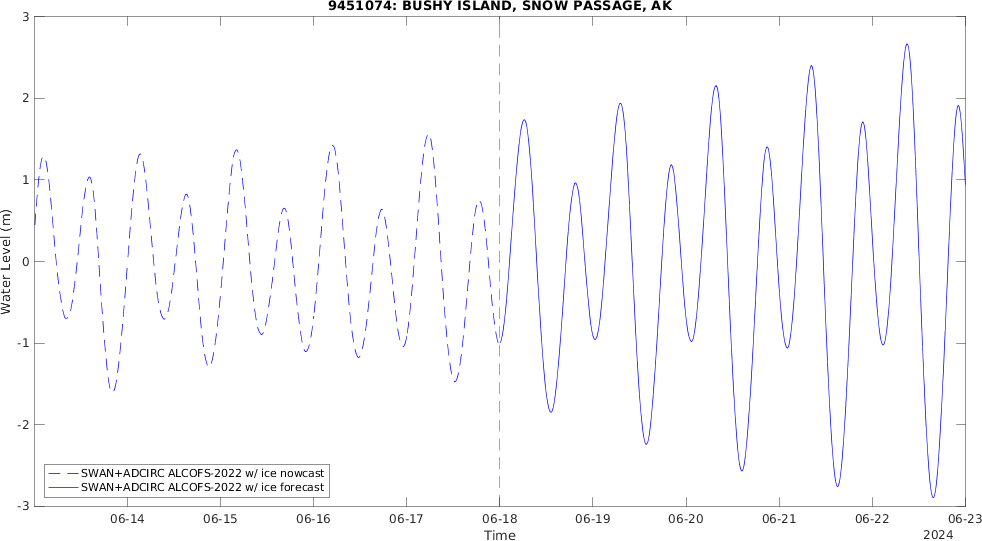 9451074: BUSHY ISLAND, SNOW PASSAGE, AK
3
2
1
0
-1
-2
-3
Water Level (m)
SWAN+ADCIRC ALCOFS-2022 w/ ice nowcast
SWAN+ADCIRC ALCOFS-2022 w/ ice forecast
06-14 06-15 06-16 06-17 06-18 06-19 06-20 06-21 06-22 06-23
Time
2024